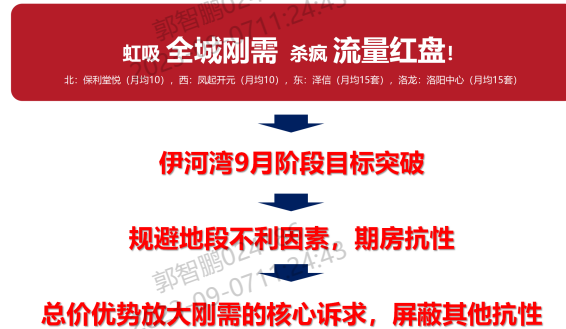 虹吸 全城刚需 杀疯 流量红盘!
北：保利堂悦（月均10），西：凤起开元（月均10），东：泽信（月均15套），洛龙：洛阳中心（月均15套）
伊河湾9月阶段目标突破
规避地段不利因素，期房抗性
总价优势放大刚需的核心诉求，屏蔽其他抗性